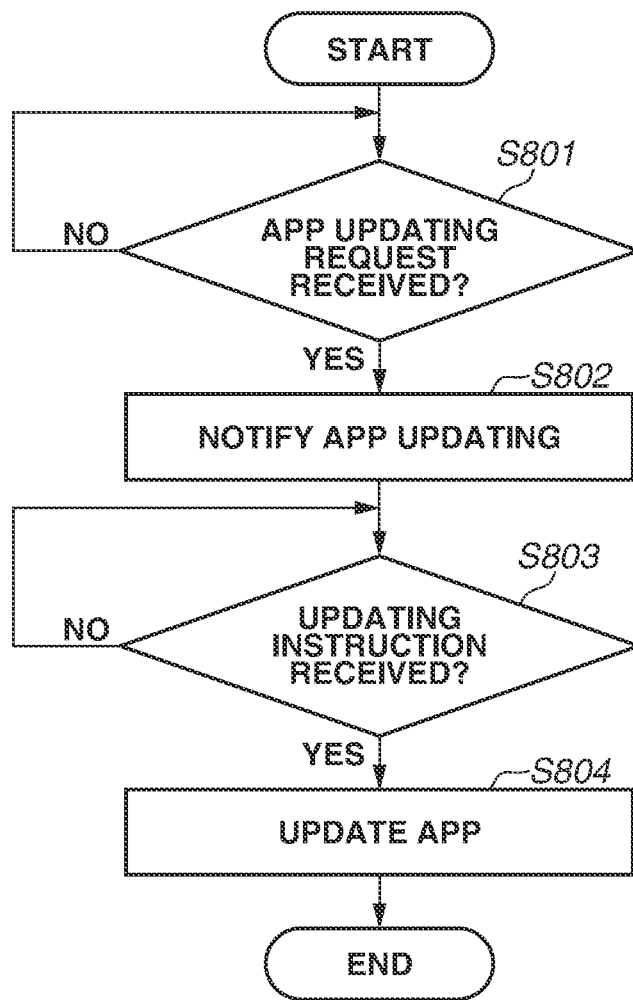 START
S801
APP UPDATING
REQUEST
RECEIVED?
NO
YES
S802
NOTIFY APP UPDATING
S803
UPDATING
INSTRUCTION
RECEIVED?
NO
YES
S804
UPDATE APP
END